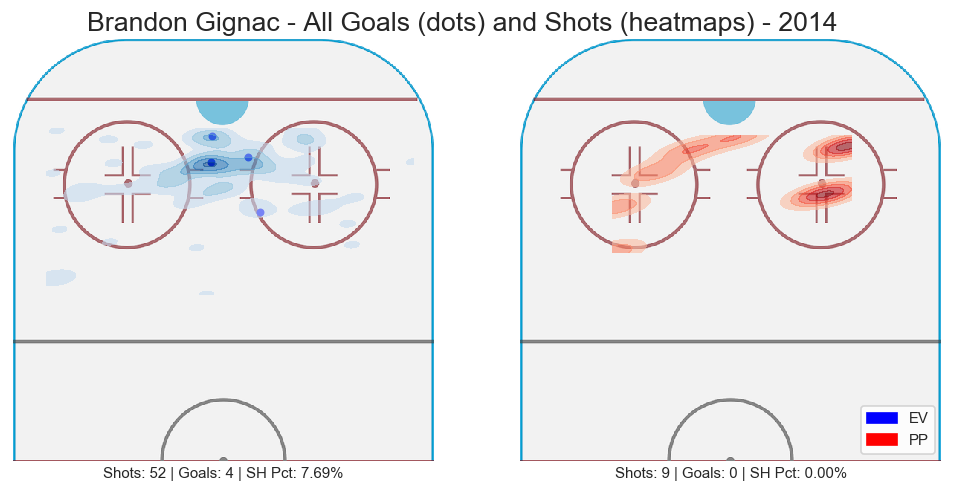 Brandon Gignac - All Goals (dots) and Shots (heatmaps) - 2014
EV
PP
Shots: 52 | Goals: 4 | SH Pct: 7.69%
Shots: 9 | Goals: 0 | SH Pct: 0.00%